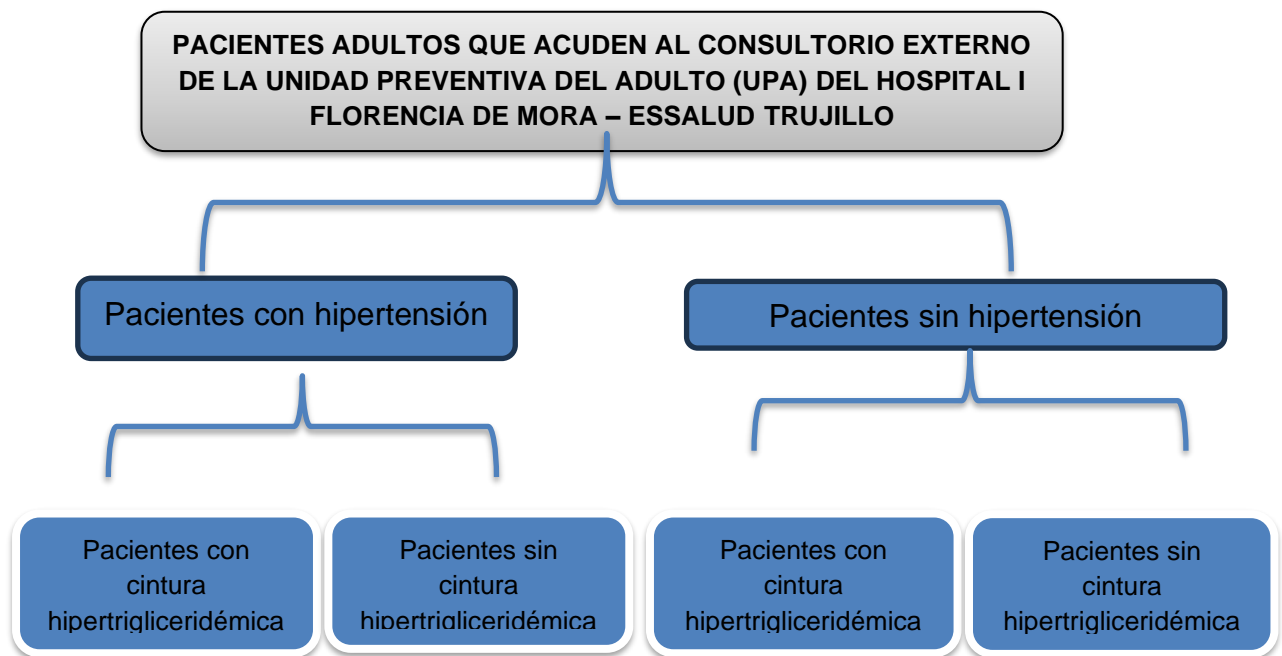 PACIENTES ADULTOS QUE ACUDEN AL CONSULTORIO EXTERNO
DE LA UNIDAD PREVENTIVA DEL ADULTO (UPA) DEL HOSPITAL I
FLORENCIA DE MORA – ESSALUD TRUJILLO
Pacientes con hipertensión
Pacientes sin hipertensión
Pacientes con
cintura
hipertrigliceridémica
Pacientes sin
cintura
hipertrigliceridémica
Pacientes con
cintura
hipertrigliceridémica
Pacientes sin
cintura
hipertrigliceridémica